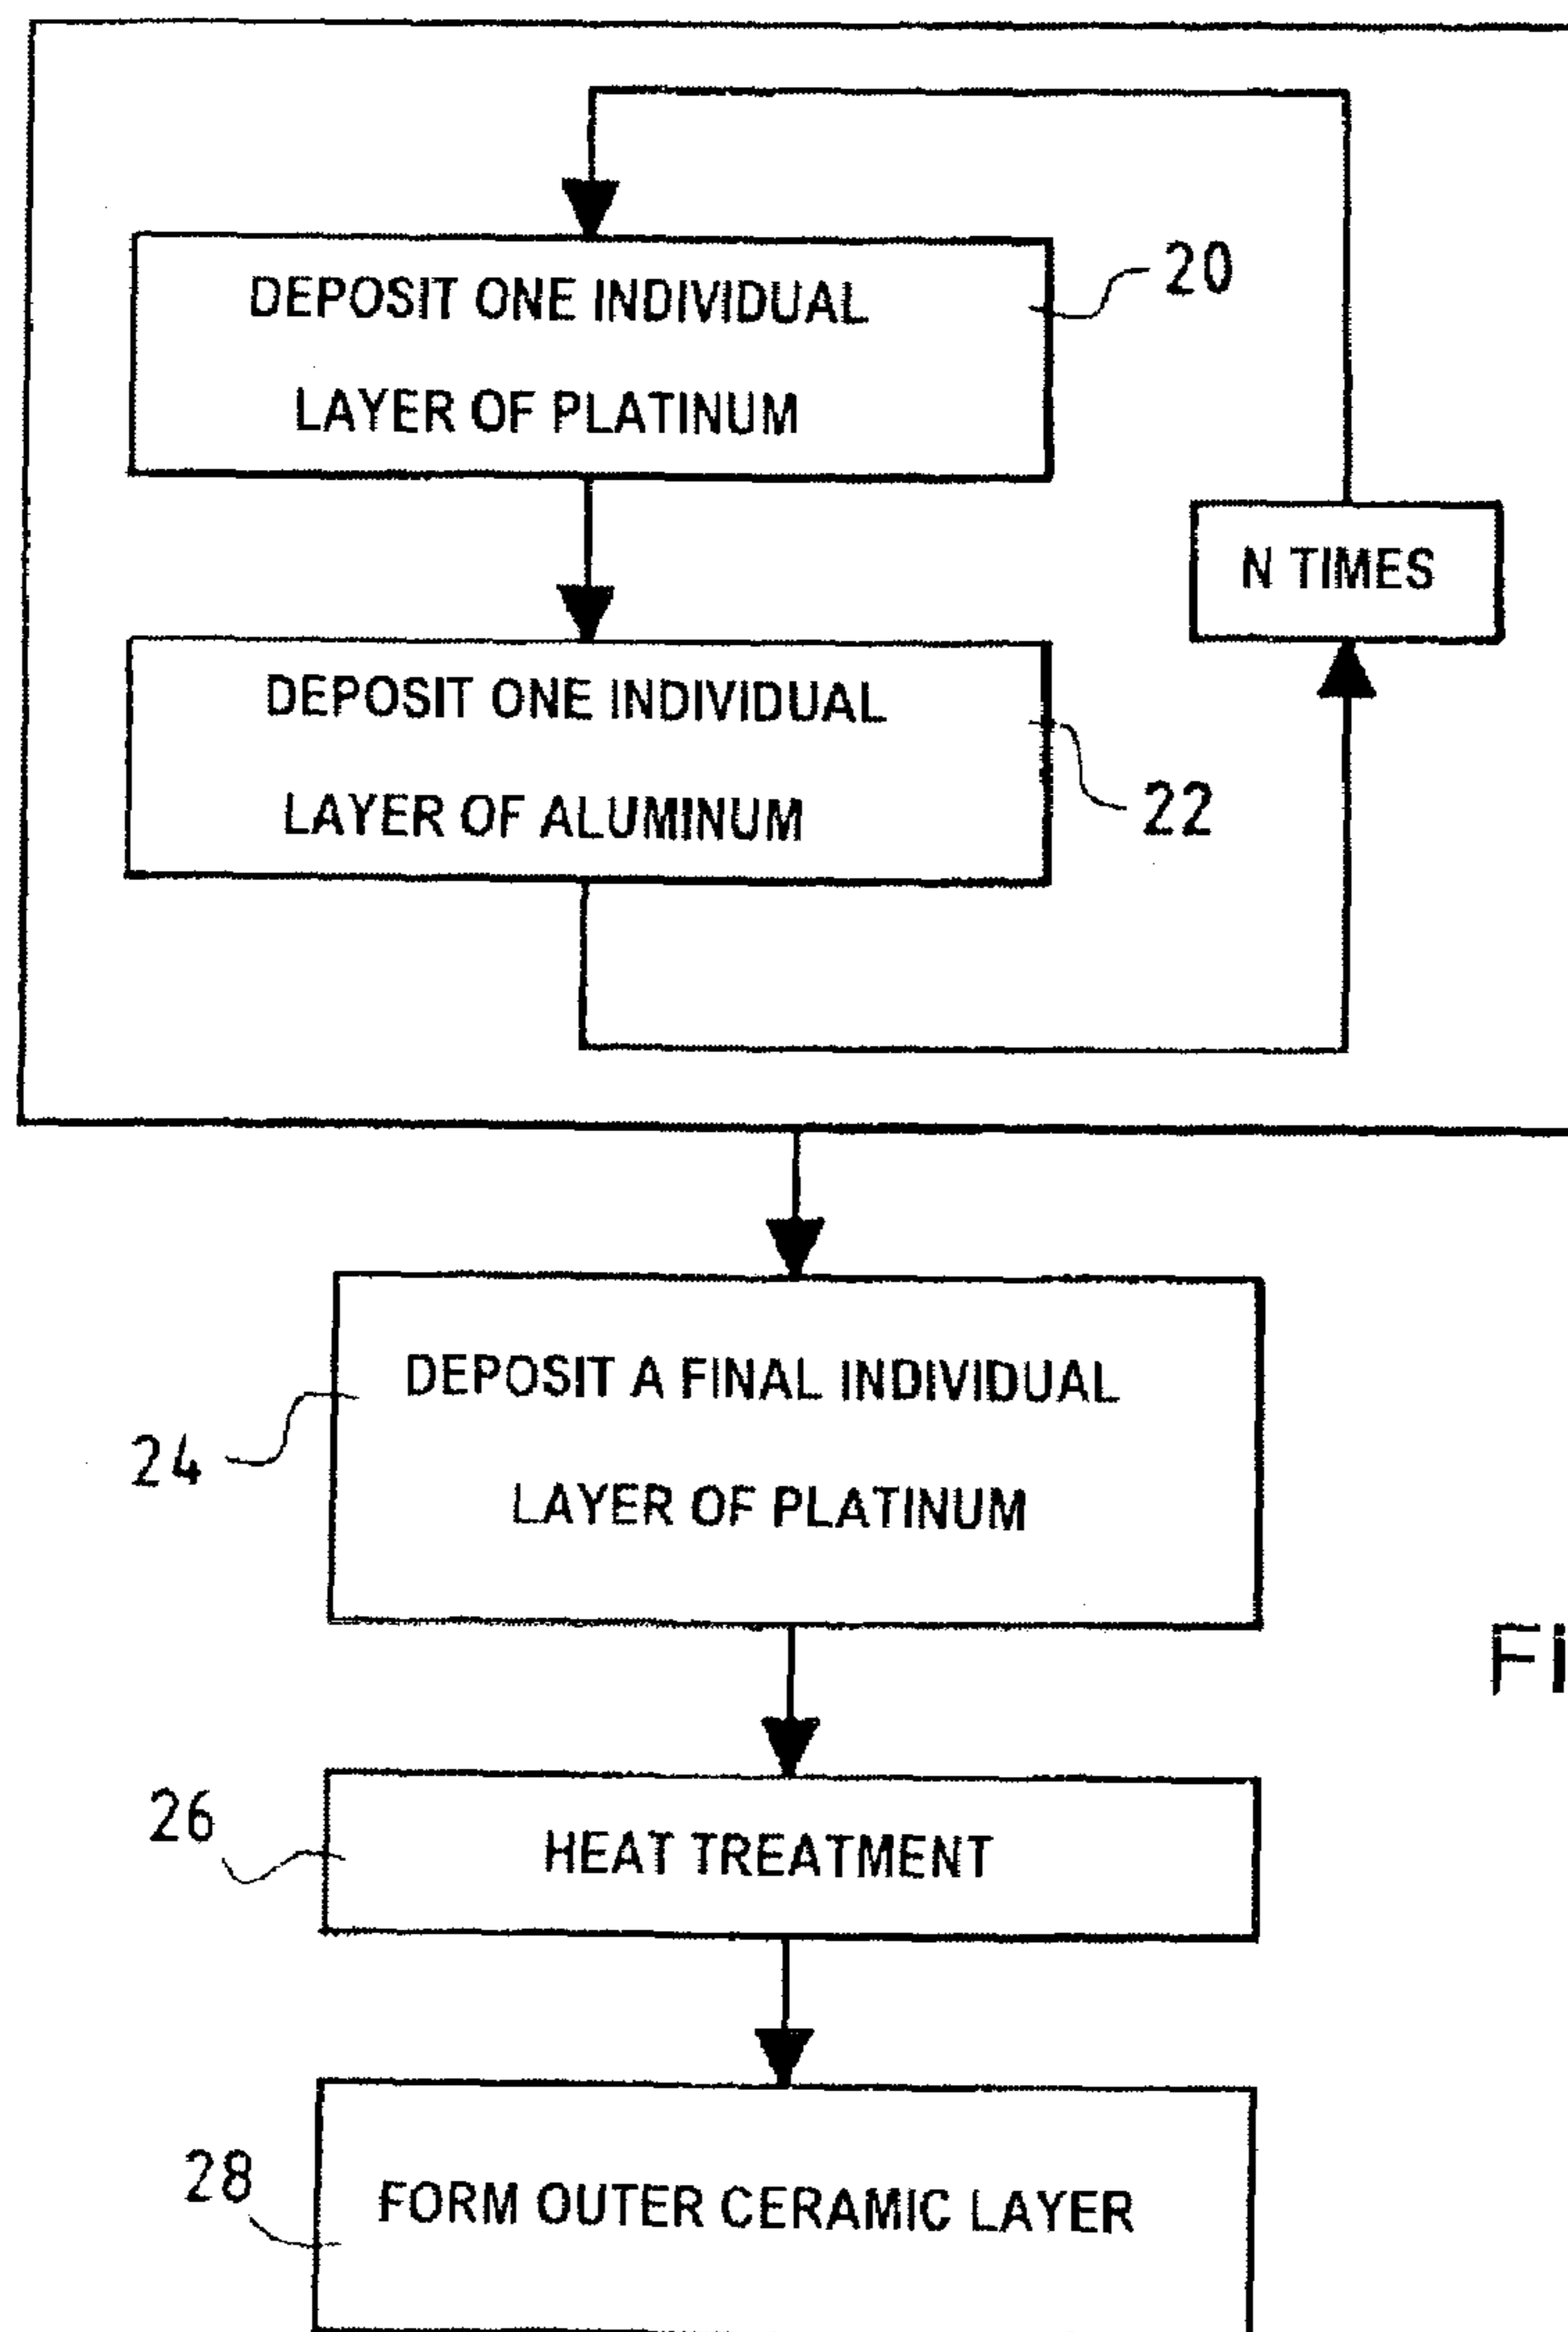 DEPOSIT ONE INDIVIDUAL
LAYER OF PLATINUM
20
N TIMES
DEPOSIT ONE INDIVIDUAL
LAYER OF ALUMINUM
22
DEPOSIT A FINAL INDIVIDUAL
LAYER OF PLATINUM
24
Fi
HEAT TREATMENT
26
FORM OUTER CERAMIC LAYER
28